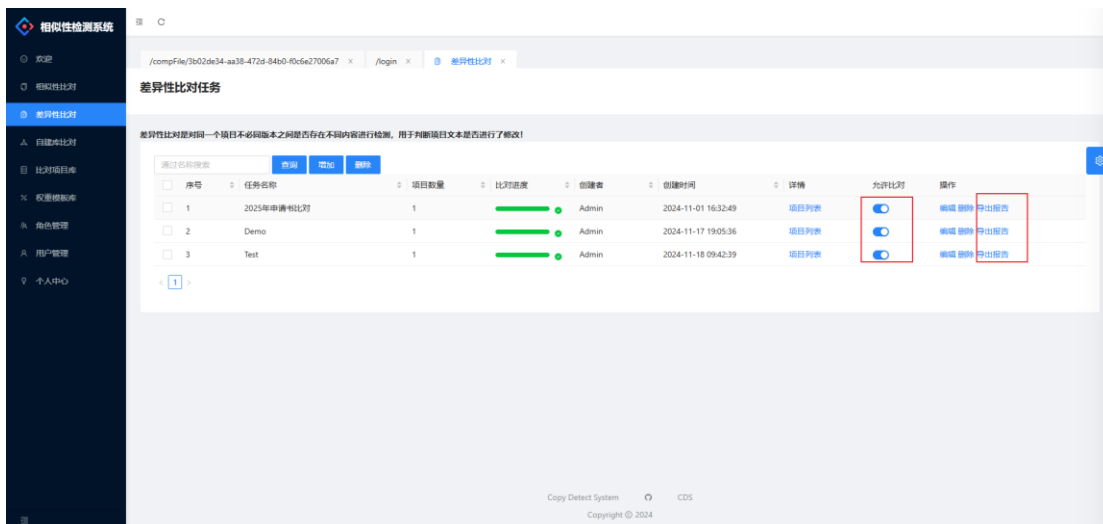 相似性检测系统
欢迎
相似性比对
差异性比对
自建库比对
比对项目库
权重模板库
角色管理
用户管理
个人中心
/compFile/3b02de34-aa38-472d-84b0-f0c6e27006a7 × /login × 差异性比对 ×
差异性比对任务
差异性比对是对同一个项目不必同版本之间是否存在不同内容进行检测，用于判断项目文本是否进行了修改！
通过名称搜索 查询 增加 删除
序号 任务名称 项目数量 比对进度 创建者 创建时间 详情 允许比对 操作
1 2025年申请书比对 1 Admin 2024-11-01 16:32:49 项目列表 编辑 删除 导出报告
2 Demo 1 Admin 2024-11-17 19:05:36 项目列表 编辑 删除 导出报告
3 Test 1 Admin 2024-11-18 09:42:39 项目列表 编辑 删除 导出报告
< 1 >
Copy Detect System CDS
Copyright © 2024